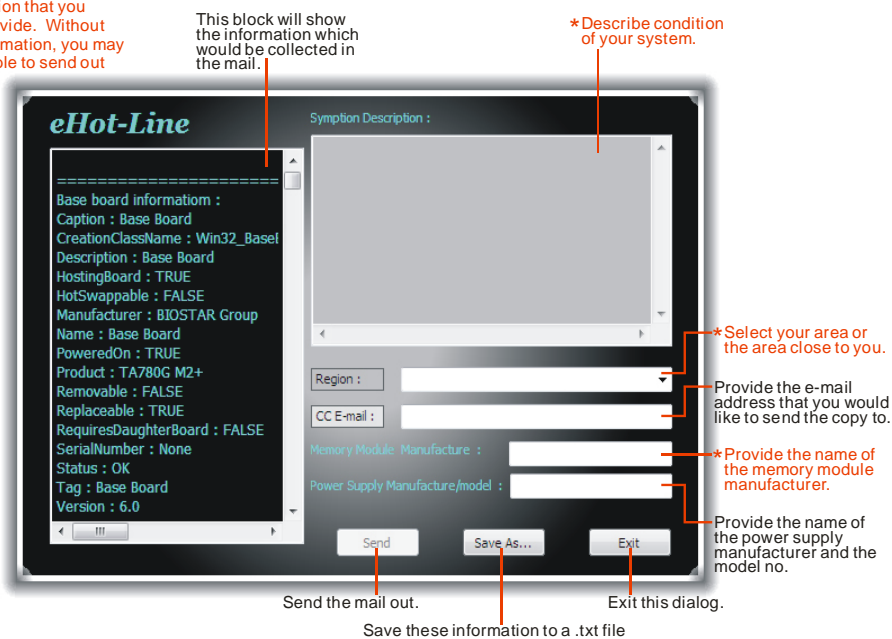 ion that you
vide. Without
mation, you may
ble to send out
This block will show
the information which
would be collected in
the mail.
*Describe condition
of your system.
eHot-Line
Symption Description :
======================
Base board informatiom :
Caption : Base Board
CreationClassName : Win32_Basel
Description : Base Board
HostingBoard : TRUE
HotSwappable : FALSE
Manufacturer : BIOSTAR Group
Name : Base Board
PoweredOn : TRUE
Product : TA780G M2+
Removable : FALSE
Replaceable : TRUE
RequiresDaughterBoard : FALSE
SerialNumber : None
Status : OK
Tag : Base Board
Version : 6.0
Region :
CC E-mail :
Memory Module Manufacture :
Power Supply Manufacture/model :
Send
Save As...
Exit
*Select your area or
the area close to you.
Provide the e-mail
address that you would
like to send the copy to.
*Provide the name of
the memory module
manufacturer.
Provide the name of
the power supply
manufacturer and the
model no.
Send the mail out.
Exit this dialog.
Save these information to a .txt file